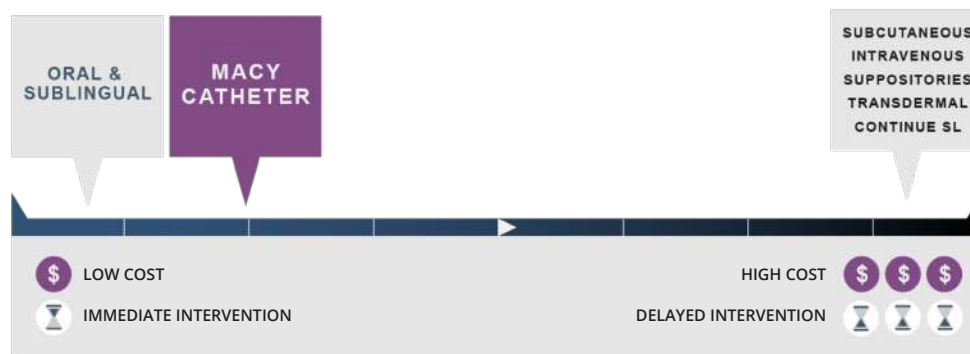 ORAL &
SUBLINGUAL
MACY
CATHETER
SUBCUTANEOUS
INTRAVENOUS
SUPPOSITORIES
TRANSDERMAL
CONTINUE SL
$ LOW COST
IMMEDIATE INTERVENTION
HIGH COST $ $ $
DELAYED INTERVENTION